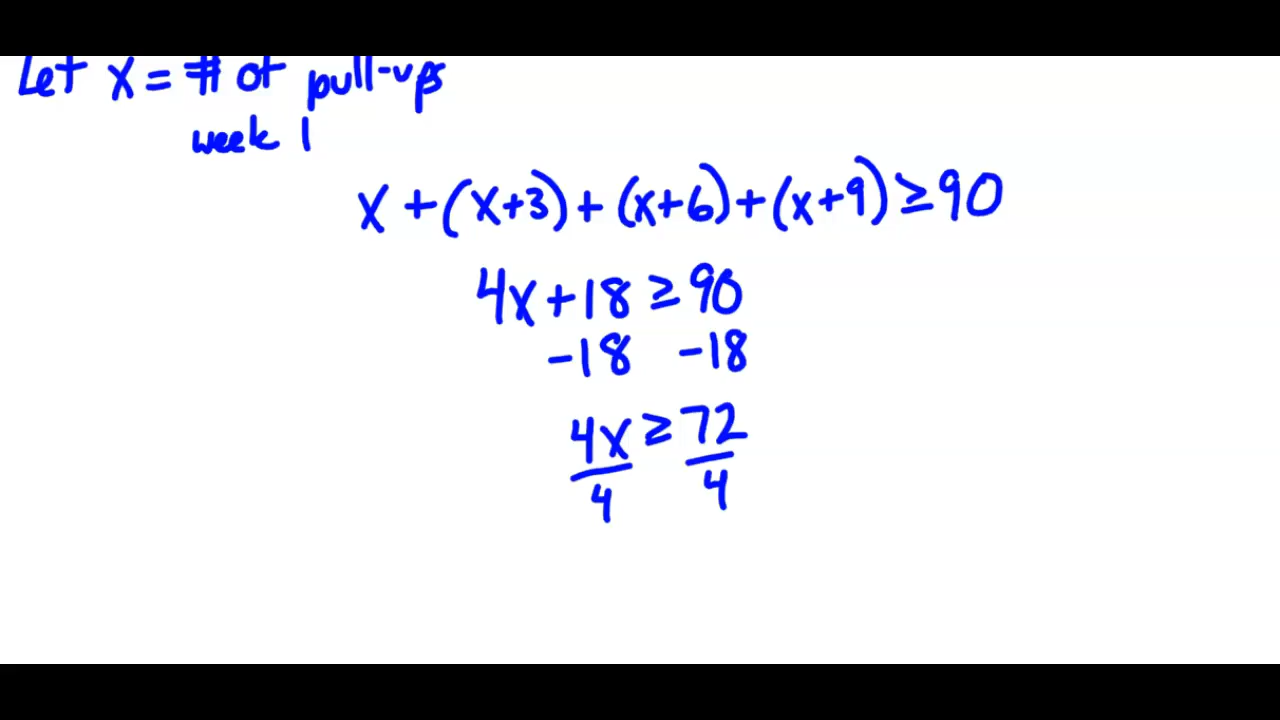 Let x = # of pull-ups
week 1
x + (x+3) + (x+6) + (x+9) ≥ 90
4x + 18 ≥ 90
-18 -18
4x ≥ 72
4 4